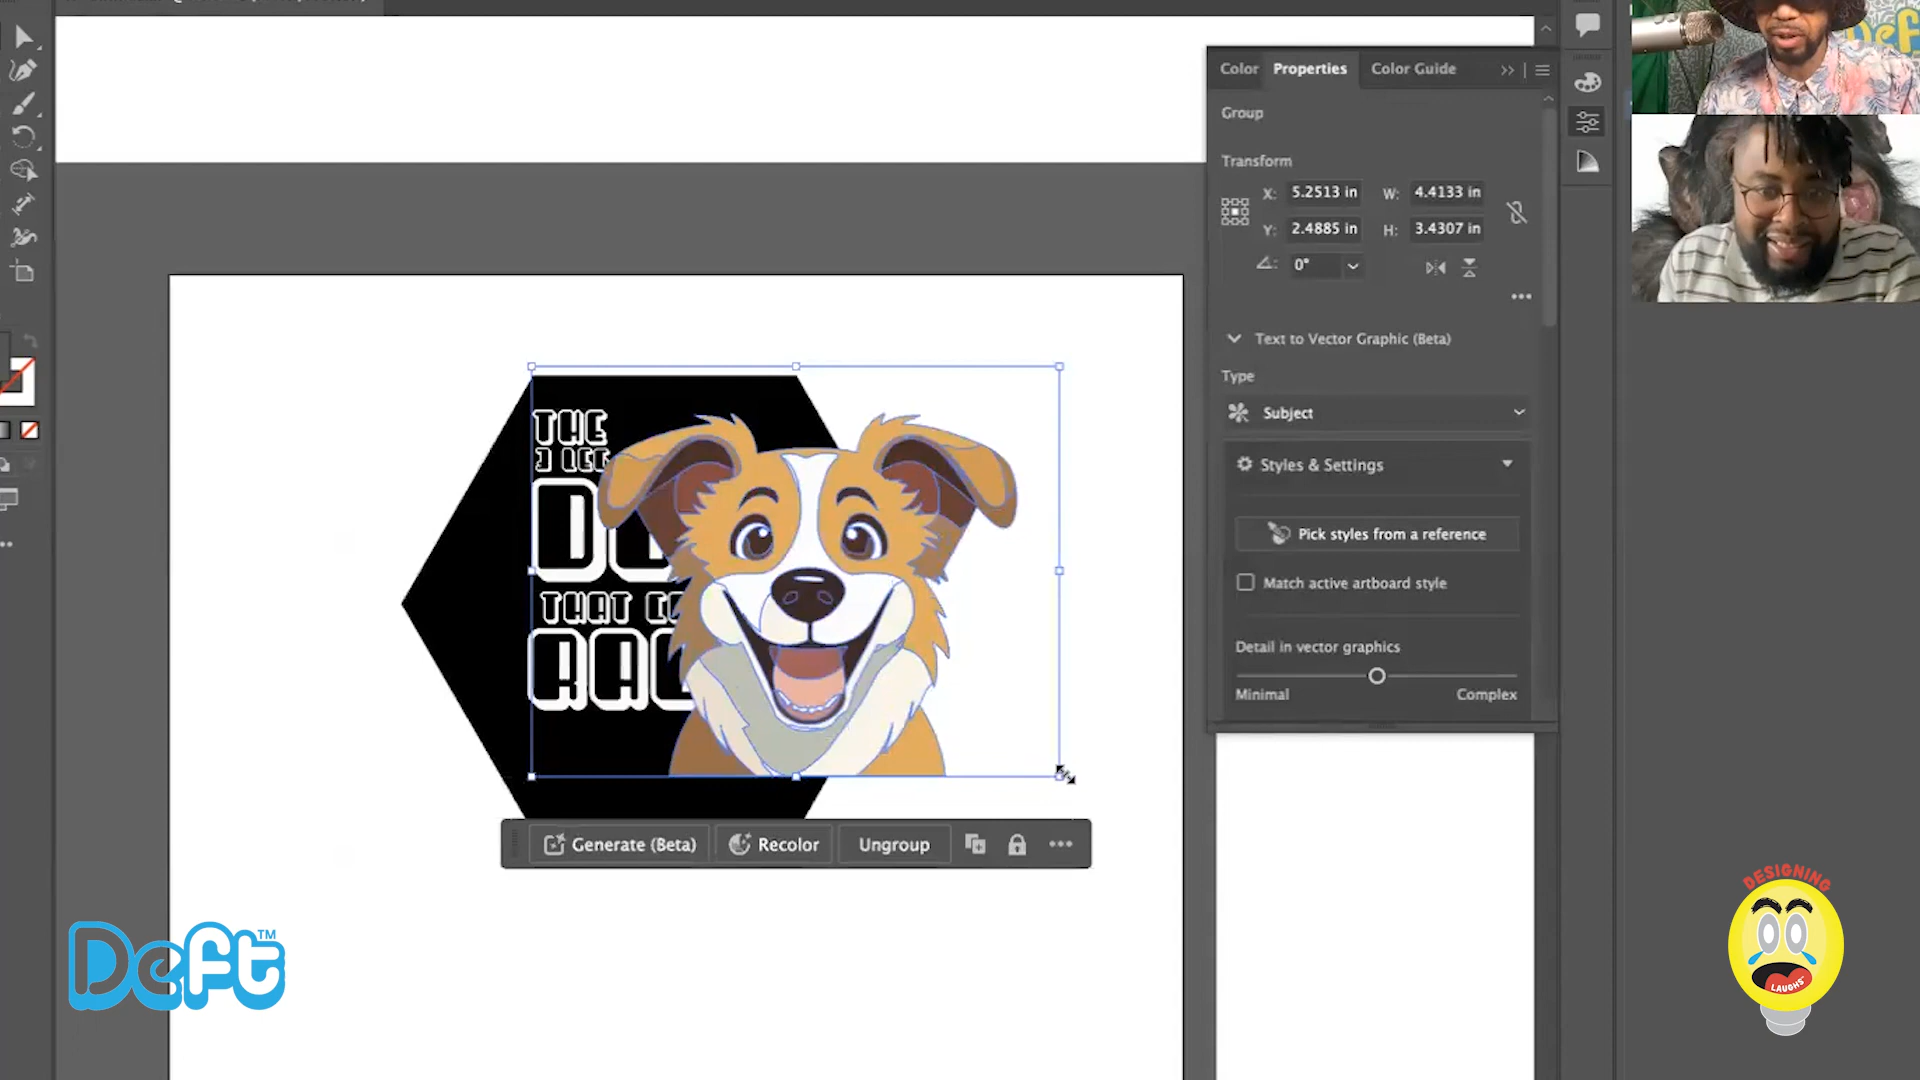 Color Properties Color Guide
Group
Transform
X: 5.2513 in W: 4.4133 in
Y: 2.4885 in H: 3.4307 in
0°
Text to Vector Graphic (Beta)
Type
Subject
Styles & Settings
Pick styles from a reference
Match active artboard style
Detail in vector graphics
Minimal Complex
THE
THAT
Generate (Beta) Recolor Ungroup
Deft™
DESIGNING
LAUGHS